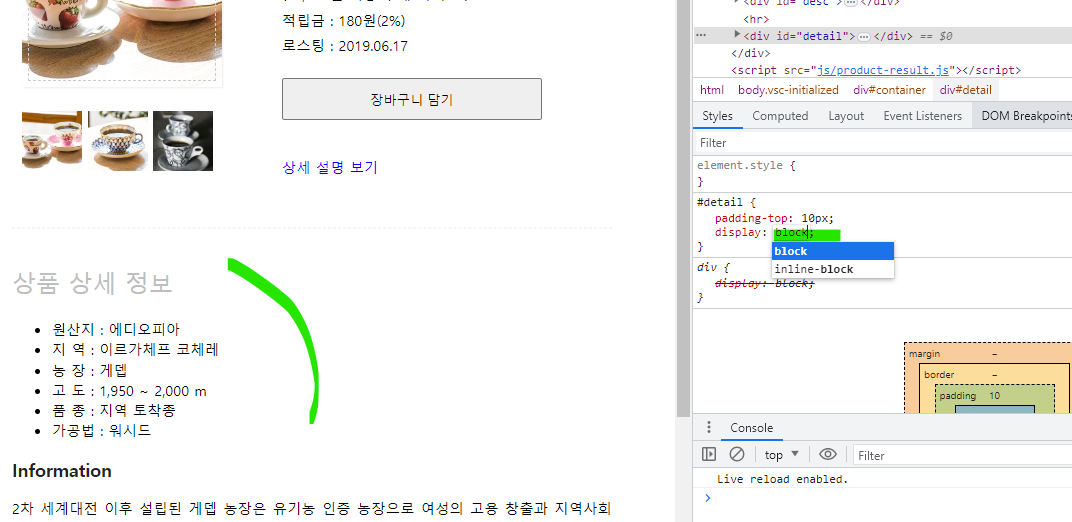 적립금 : 180원(2%)
로스팅 : 2019.06.17
장바구니 담기
상세 설명 보기
상품 상세 정보
원산지 : 에디오피아
지 역 : 이르가체프 코체레
농 장 : 게뎁
고 도 : 1,950 ~ 2,000 m
품 종 : 지역 토착종
가공법 : 워시드
Information
2차 세계대전 이후 설립된 게뎁 농장은 유기농 인증 농장으로 여성의 고용 창출과 지역사회
<div id="desc">…</div>
<hr>
<div id="detail">…</div> == $0
</div>
<script src="js/product-result.js"></script>
html body.vsc-initialized div#container div#detail
Styles Computed Layout Event Listeners DOM Breakpoints
Filter
element.style {
}
#detail {
padding-top: 10px;
display: block;
}
block
inline-block
div {
display: block;
}
margin –
border –
padding 10
Console
top Filter
Live reload enabled.